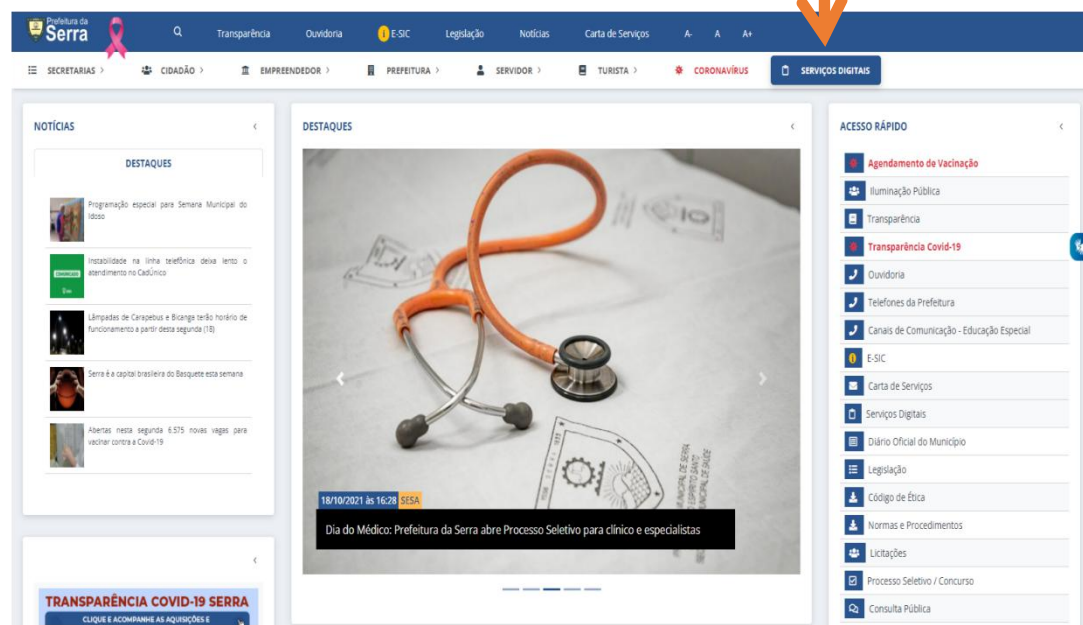 Prefeitura da
Serra
Transparência
Ouvidoria
E-SIC
Legislação
Notícias
Carta de Serviços
A-
A
A+
SECRETARIAS >
CIDADÃO >
EMPREENDEDOR >
PREFEITURA >
SERVIDOR >
TURISTA >
CORONAVÍRUS
SERVIÇOS DIGITAIS
NOTÍCIAS
DESTAQUES
Programação especial para Semana Municipal do
Idoso
COMUNICADO
Instabilidade na linha telefônica deixa lento o
atendimento no CadÚnico
Lâmpadas de Carapebus e Bicanga terão horário de
funcionamento a partir desta segunda (18)
Serra é a capital brasileira do Basquete esta semana
Abertas nesta segunda 6.575 novas vagas para
vacinar contra a Covid-19
TRANSPARÊNCIA COVID-19 SERRA
CLIQUE E ACOMPANHE AS AQUISIÇÕES E
DESTAQUES
18/10/2021 às 16:28 SESA
Dia do Médico: Prefeitura da Serra abre Processo Seletivo para clínico e especialistas
ACESSO RÁPIDO
Agendamento de Vacinação
Iluminação Pública
Transparência
Transparência Covid-19
Ouvidoria
Telefones da Prefeitura
Canais de Comunicação - Educação Especial
E-SIC
Carta de Serviços
Serviços Digitais
Diário Oficial do Município
Legislação
Código de Ética
Normas e Procedimentos
Licitações
Processo Seletivo / Concurso
Consulta Pública